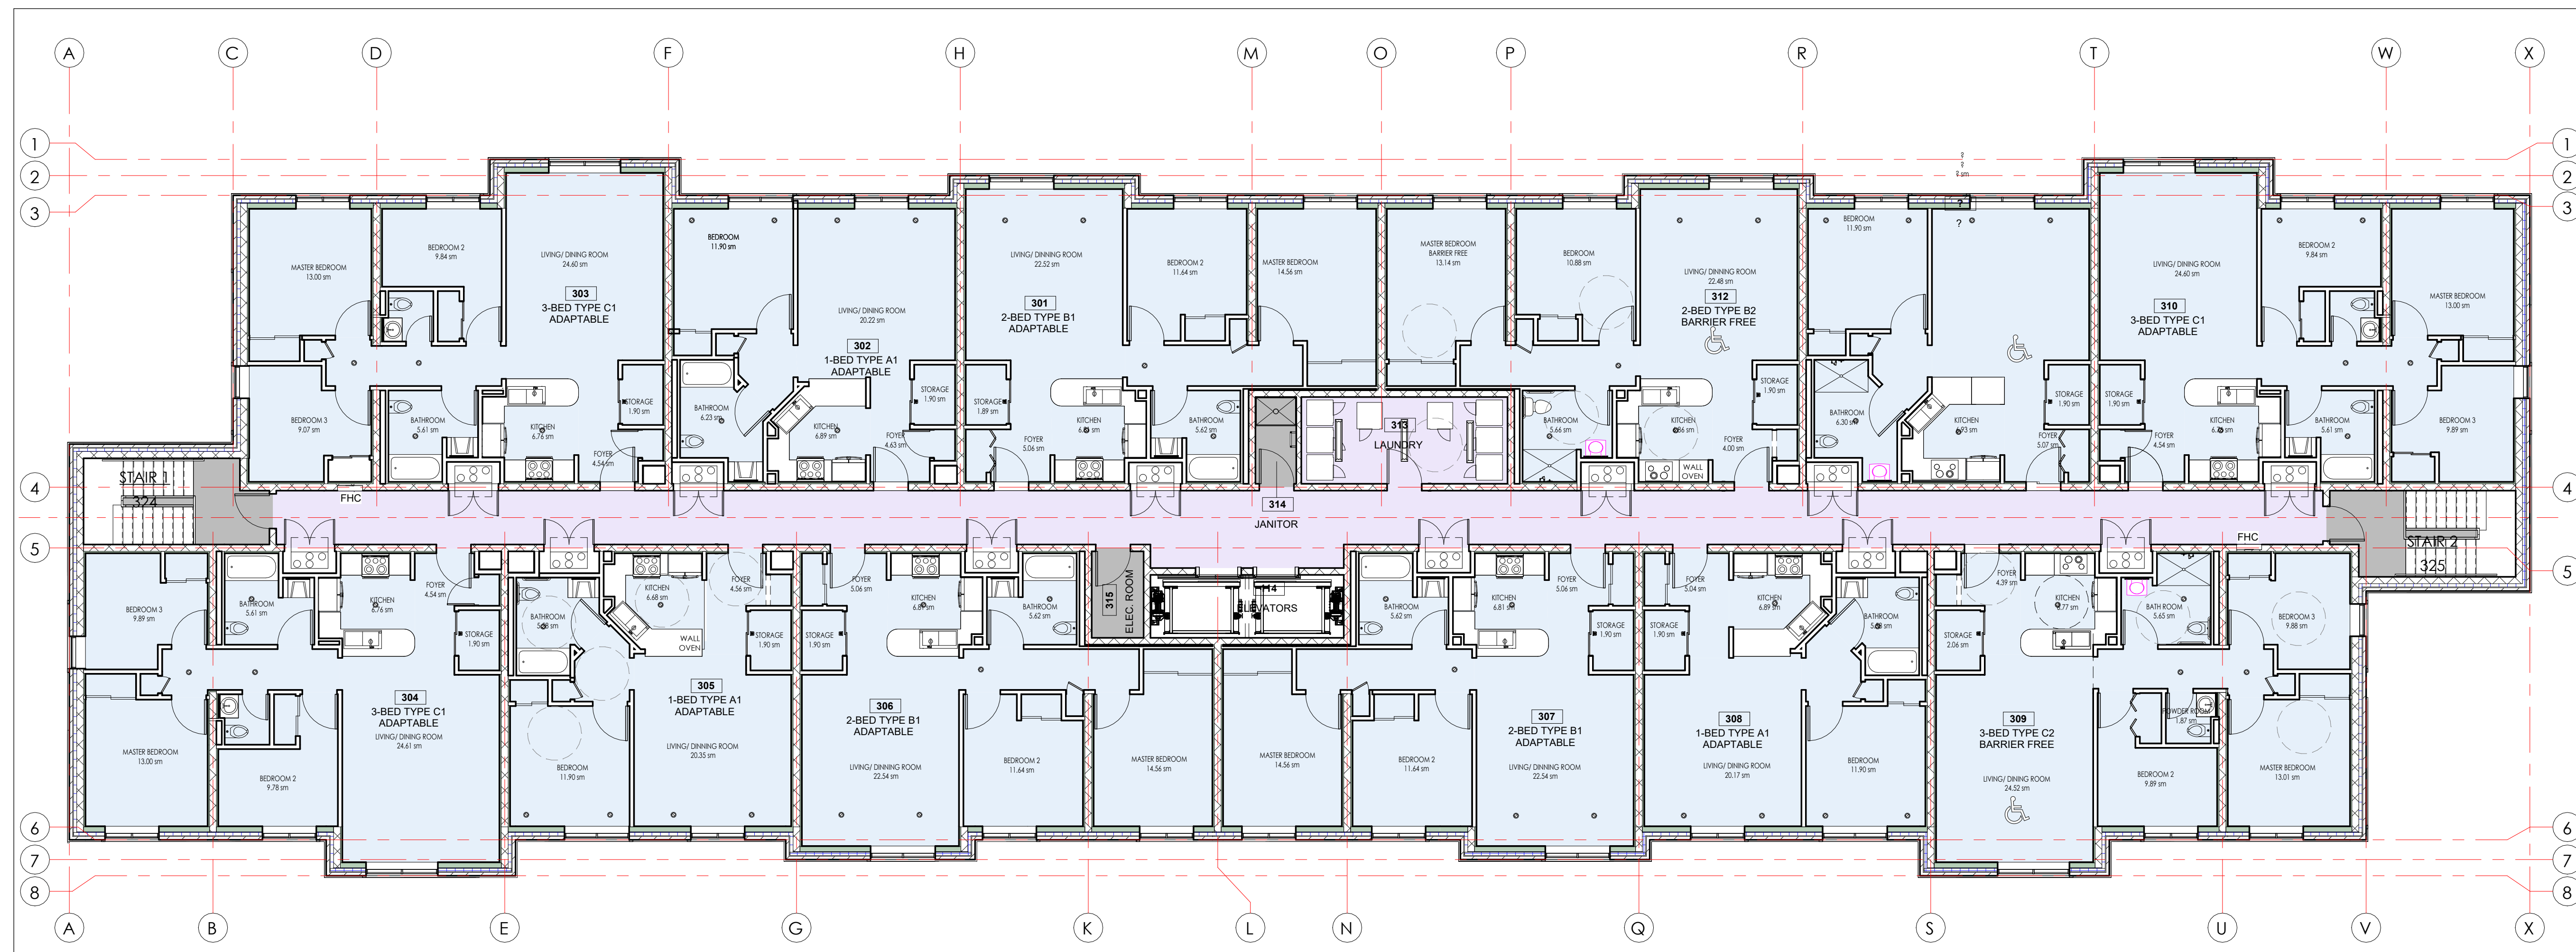 A
C
D
F
H
M
O
P
R
T
W
X
1
2
3
4
5
6
7
8
1
2
3
4
5
6
7
8
A
B
E
G
K
L
N
Q
S
U
V
X
STAIR 1
324
FHC
MASTER BEDROOM
13.00 sm
BEDROOM 2
9.84 sm
LIVING/ DINING ROOM
24.60 sm
303
3-BED TYPE C1
ADAPTABLE
BEDROOM 3
9.07 sm
BATHROOM
5.61 sm
KITCHEN
6.76 sm
STORAGE
1.90 sm
FOYER
4.54 sm
BEDROOM
11.90 sm
LIVING/ DINING ROOM
20.22 sm
302
1-BED TYPE A1
ADAPTABLE
BATHROOM
6.23 sm
KITCHEN
6.89 sm
STORAGE
1.90 sm
FOYER
4.63 sm
LIVING/ DINING ROOM
22.52 sm
301
2-BED TYPE B1
ADAPTABLE
BEDROOM 2
11.64 sm
MASTER BEDROOM
14.56 sm
STORAGE
1.89 sm
FOYER
5.06 sm
KITCHEN
BATHROOM
5.62 sm
MASTER BEDROOM
BARRIER FREE
13.14 sm
BEDROOM
10.88 sm
LIVING/ DINNING ROOM
22.48 sm
312
2-BED TYPE B2
BARRIER FREE
313
LAUNDRY
314
JANITOR
BATHROOM
5.66 sm
KITCHEN
WALL
OVEN
STORAGE
1.90 sm
FOYER
4.00 sm
BEDROOM
11.90 sm
?
?
? sm
?
?
BATHROOM
6.30 sm
KITCHEN
STORAGE
1.90 sm
FOYER
5.07 sm
LIVING/ DINING ROOM
24.60 sm
310
3-BED TYPE C1
ADAPTABLE
BEDROOM 2
9.84 sm
MASTER BEDROOM
13.00 sm
STORAGE
1.90 sm
FOYER
4.54 sm
KITCHEN
BATHROOM
5.61 sm
BEDROOM 3
9.89 sm
FHC
STAIR 2
325
BEDROOM 3
9.89 sm
BATHROOM
5.61 sm
KITCHEN
6.76 sm
FOYER
4.54 sm
STORAGE
1.90 sm
304
3-BED TYPE C1
ADAPTABLE
LIVING/ DINING ROOM
24.61 sm
MASTER BEDROOM
13.00 sm
BEDROOM 2
9.78 sm
BATHROOM
KITCHEN
6.68 sm
FOYER
4.56 sm
WALL
OVEN
STORAGE
1.90 sm
305
1-BED TYPE A1
ADAPTABLE
LIVING/ DINNING ROOM
20.35 sm
BEDROOM
11.90 sm
FOYER
5.06 sm
KITCHEN
BATHROOM
5.62 sm
STORAGE
1.90 sm
306
2-BED TYPE B1
ADAPTABLE
LIVING/ DINNING ROOM
22.54 sm
BEDROOM 2
11.64 sm
MASTER BEDROOM
14.56 sm
315
ELEC. ROOM
ELEVATORS
BATHROOM
5.62 sm
KITCHEN
6.81 sm
FOYER
5.06 sm
STORAGE
1.90 sm
307
2-BED TYPE B1
ADAPTABLE
LIVING/ DINNING ROOM
22.54 sm
MASTER BEDROOM
14.56 sm
BEDROOM 2
11.64 sm
FOYER
5.04 sm
KITCHEN
6.89 sm
BATHROOM
STORAGE
1.90 sm
308
1-BED TYPE A1
ADAPTABLE
LIVING/ DINNING ROOM
20.17 sm
BEDROOM
11.90 sm
FOYER
4.39 sm
KITCHEN
BATH ROOM
5.65 sm
BEDROOM 3
9.88 sm
STORAGE
2.06 sm
309
3-BED TYPE C2
BARRIER FREE
LIVING/ DINING ROOM
24.52 sm
POWDER ROOM
1.87 sm
BEDROOM 2
9.89 sm
MASTER BEDROOM
13.01 sm